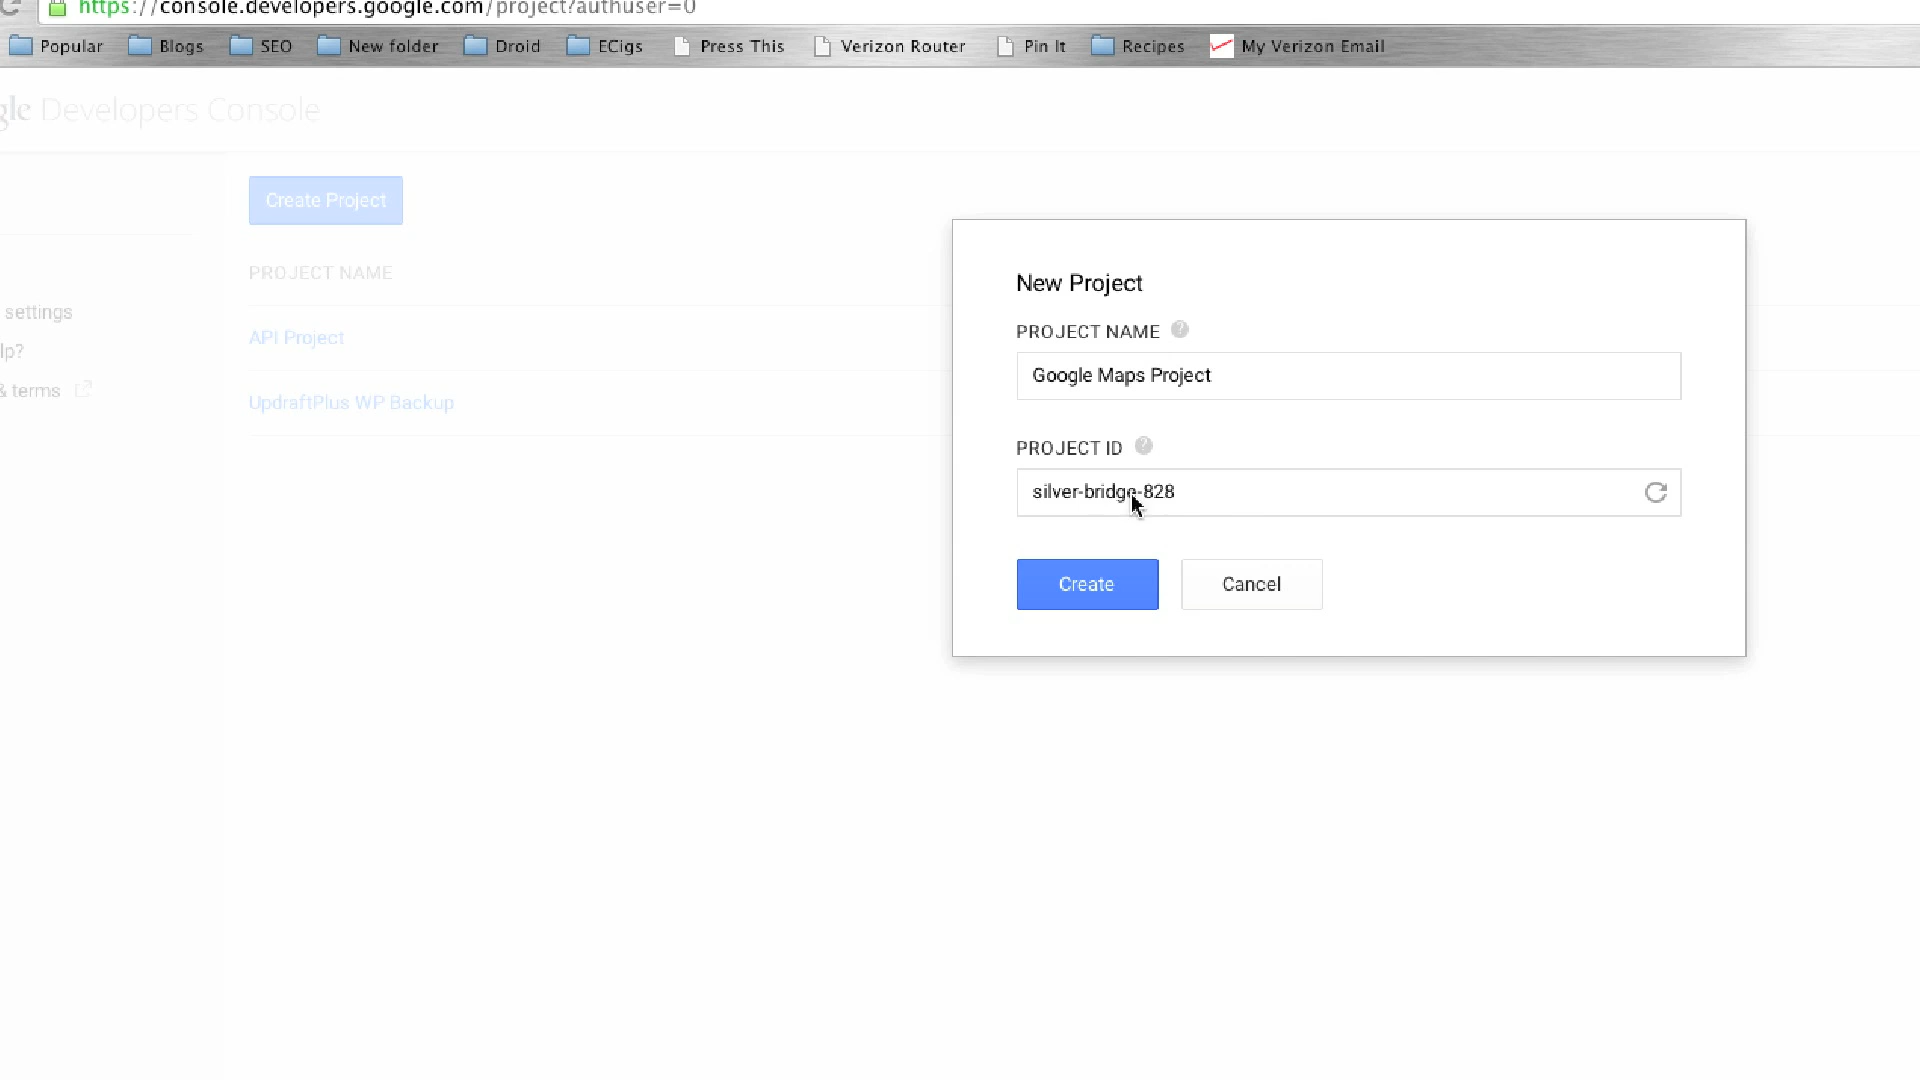 https://console.developers.google.com/project?authuser=0
Popular Blogs SEO New folder Droid ECigs Press This Verizon Router Pin It Recipes My Verizon Email
gle Developers Console
Create Project
PROJECT NAME
settings
API Project
lp?
& terms
UpdraftPlus WP Backup
New Project
PROJECT NAME ?
Google Maps Project
PROJECT ID ?
silver-bridge-828
Create Cancel